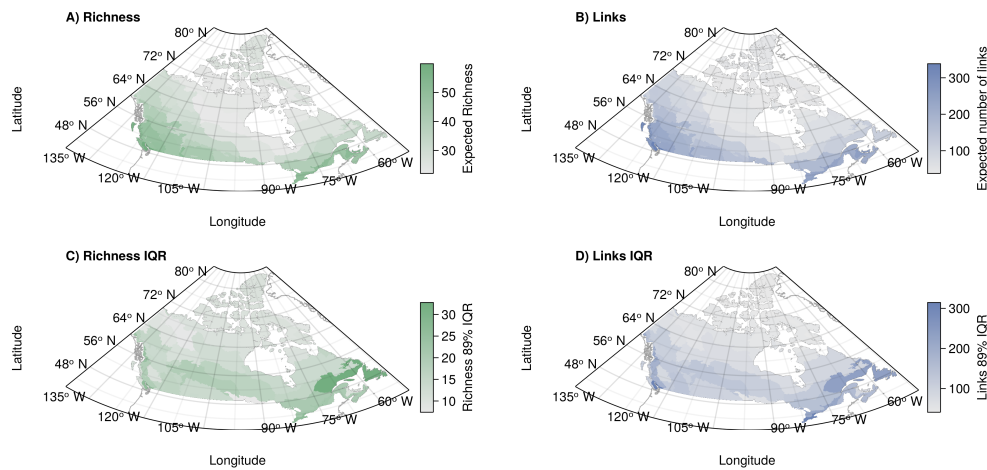 A) Richness
80° N
72° N
64° N
56° N
48° N
135° W
120° W
105° W
90° W
75° W
60° W
Latitude
Longitude
50
40
30
Expected Richness
B) Links
80° N
72° N
64° N
56° N
48° N
135° W
120° W
105° W
90° W
75° W
60° W
Latitude
Longitude
300
200
100
Expected number of links
C) Richness IQR
80° N
72° N
64° N
56° N
48° N
135° W
120° W
105° W
90° W
75° W
60° W
Latitude
Longitude
30
25
20
15
10
Richness 89% IQR
D) Links IQR
80° N
72° N
64° N
56° N
48° N
135° W
120° W
105° W
90° W
75° W
60° W
Latitude
Longitude
300
200
100
Links 89% IQR